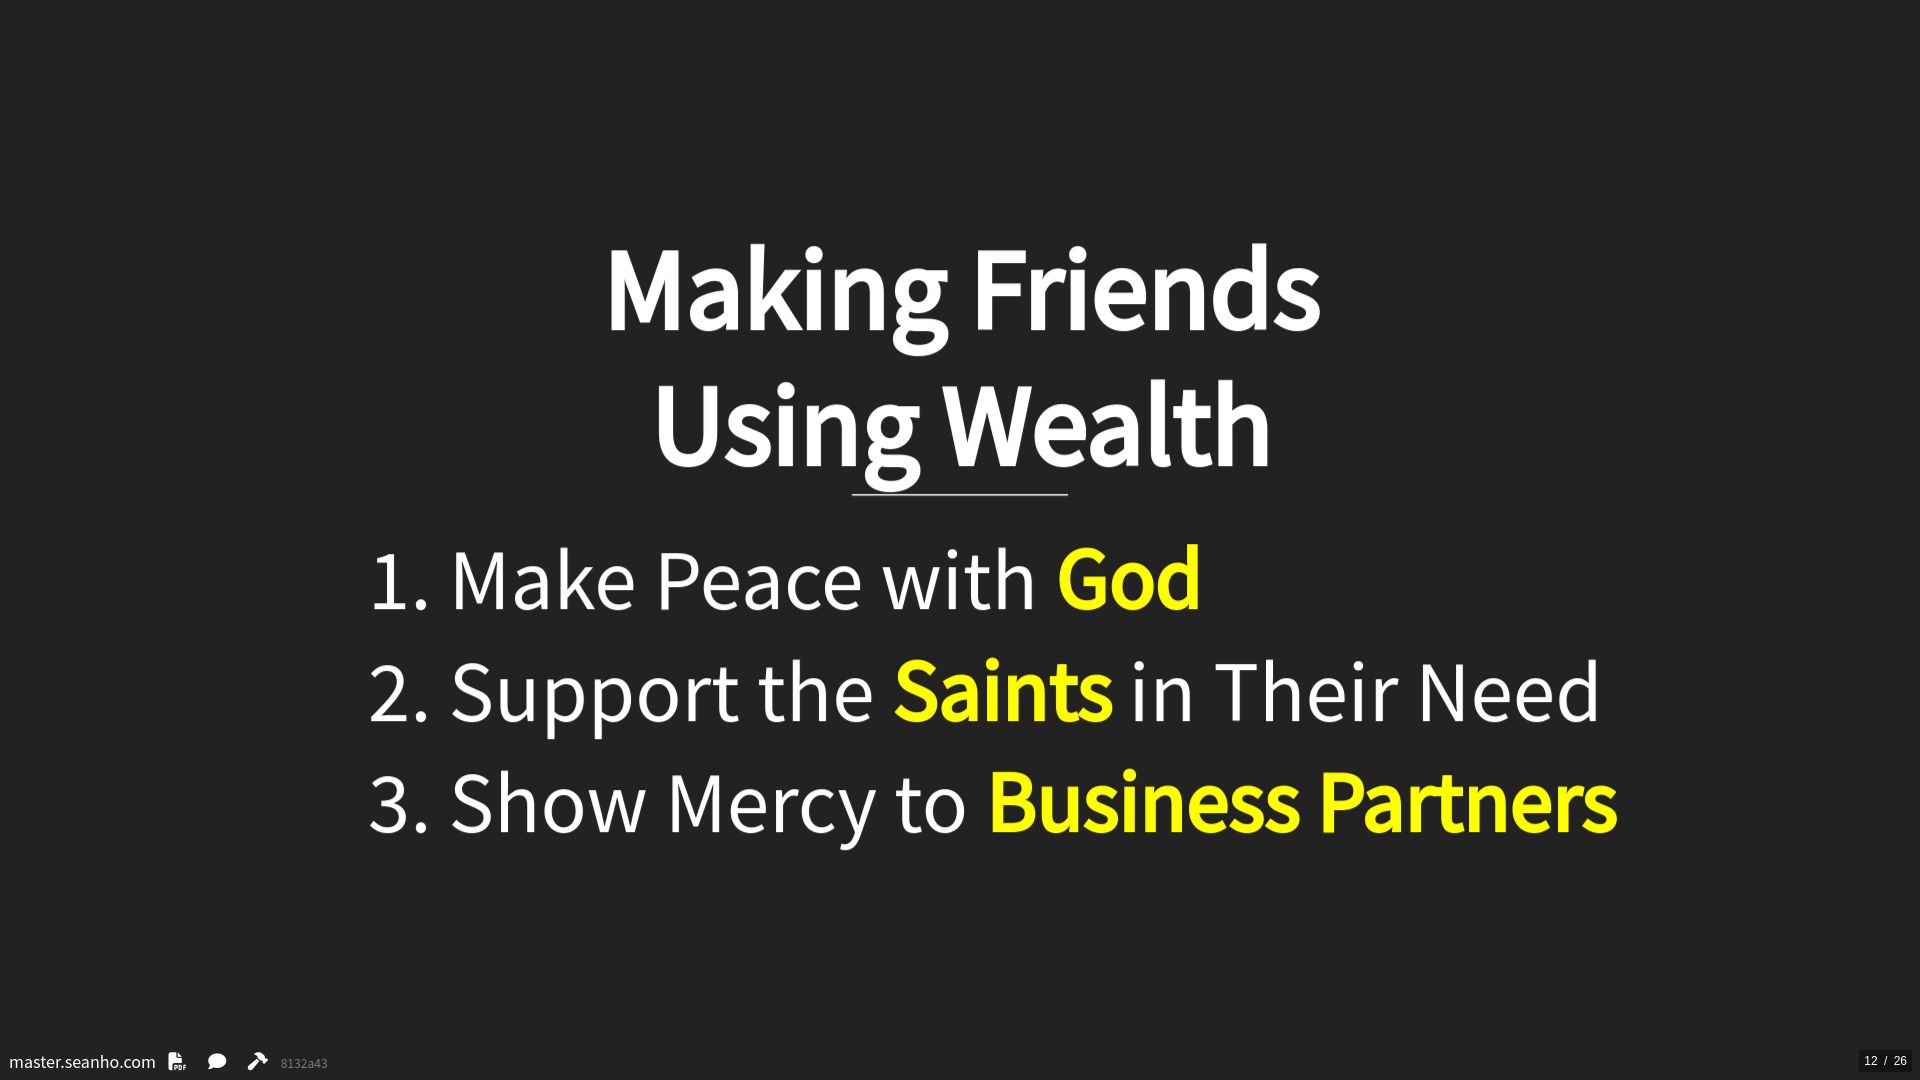 Making Friends
Using Wealth
1. Make Peace with God
2. Support the Saints in Their Need
3. Show Mercy to Business Partners
master.seanho.com PDF 8132a43
12 / 26